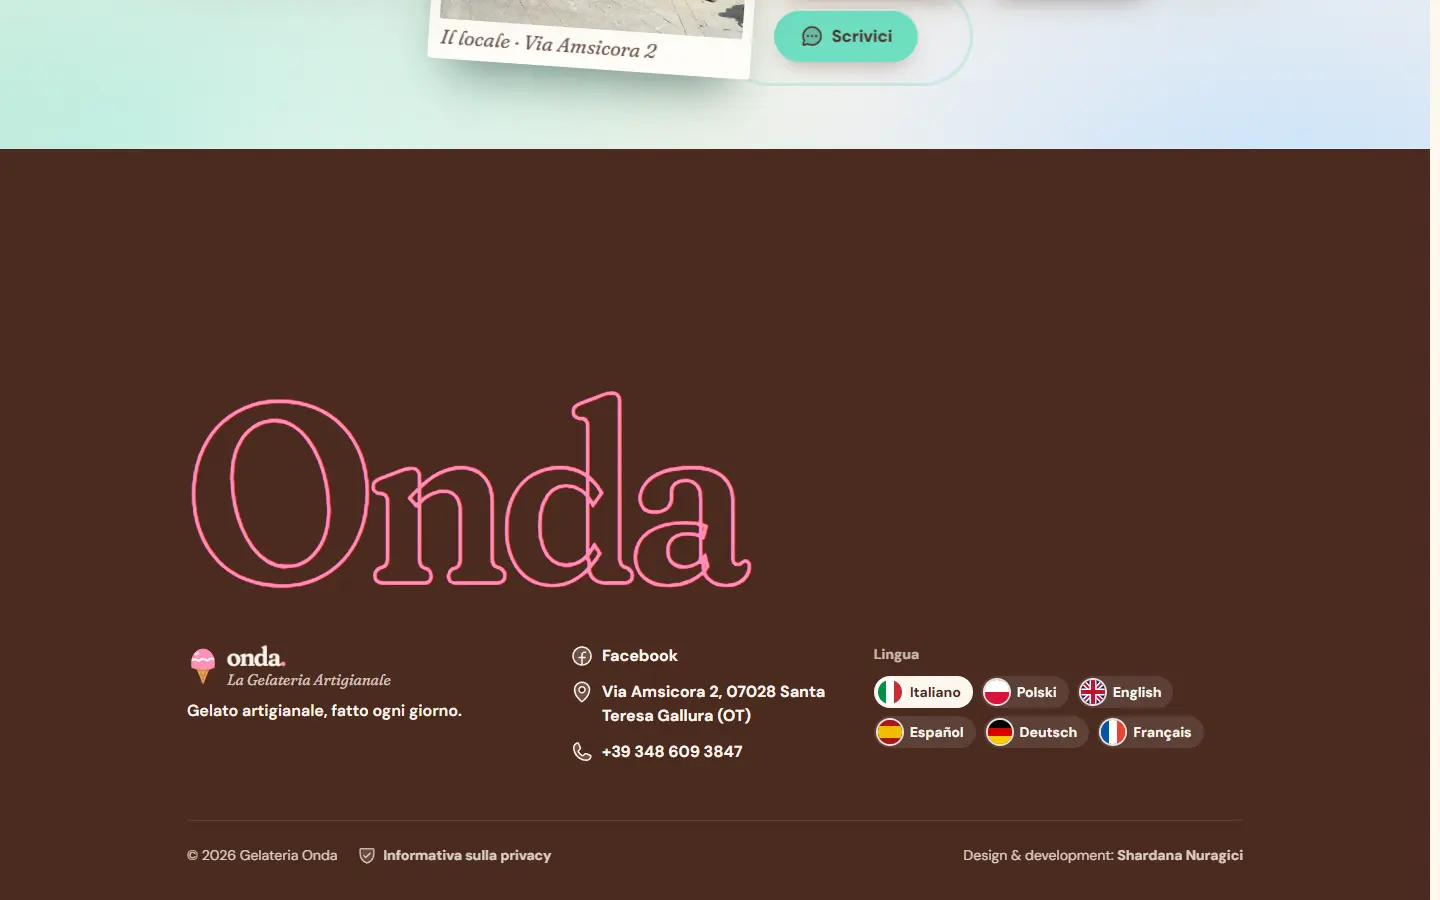 Il locale · Via Amsicora 2
Scrivici
Onda
onda.
La Gelateria Artigianale
Gelato artigianale, fatto ogni giorno.
Facebook
Via Amsicora 2, 07028 Santa
Teresa Gallura (OT)
+39 348 609 3847
Lingua
Italiano
Polski
English
Español
Deutsch
Français
© 2026 Gelateria Onda
Informativa sulla privacy
Design & development: Shardana Nuragici